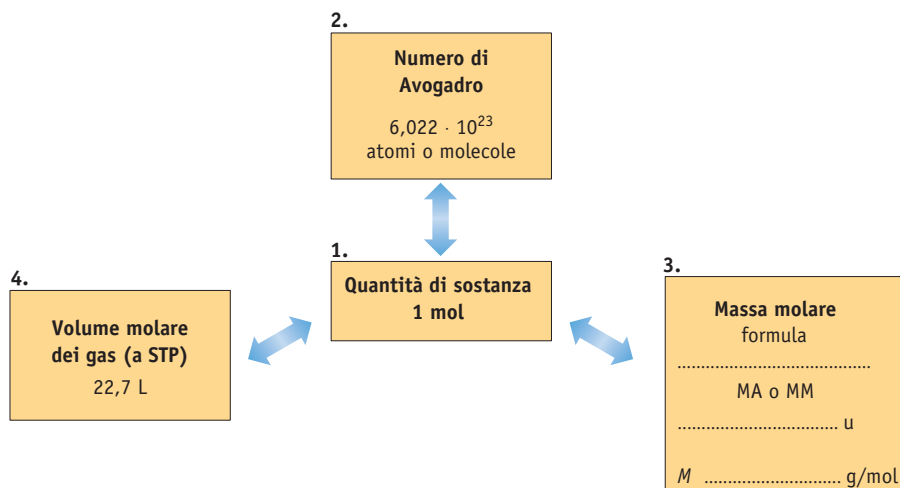 2.
Numero di
Avogadro
6,022 · 10²³
atomi o molecole
1.
Quantità di sostanza
1 mol
4.
Volume molare
dei gas (a STP)
22,7 L
3.
Massa molare
formula
.........................................
MA o MM
.................................. u
M ............................. g/mol